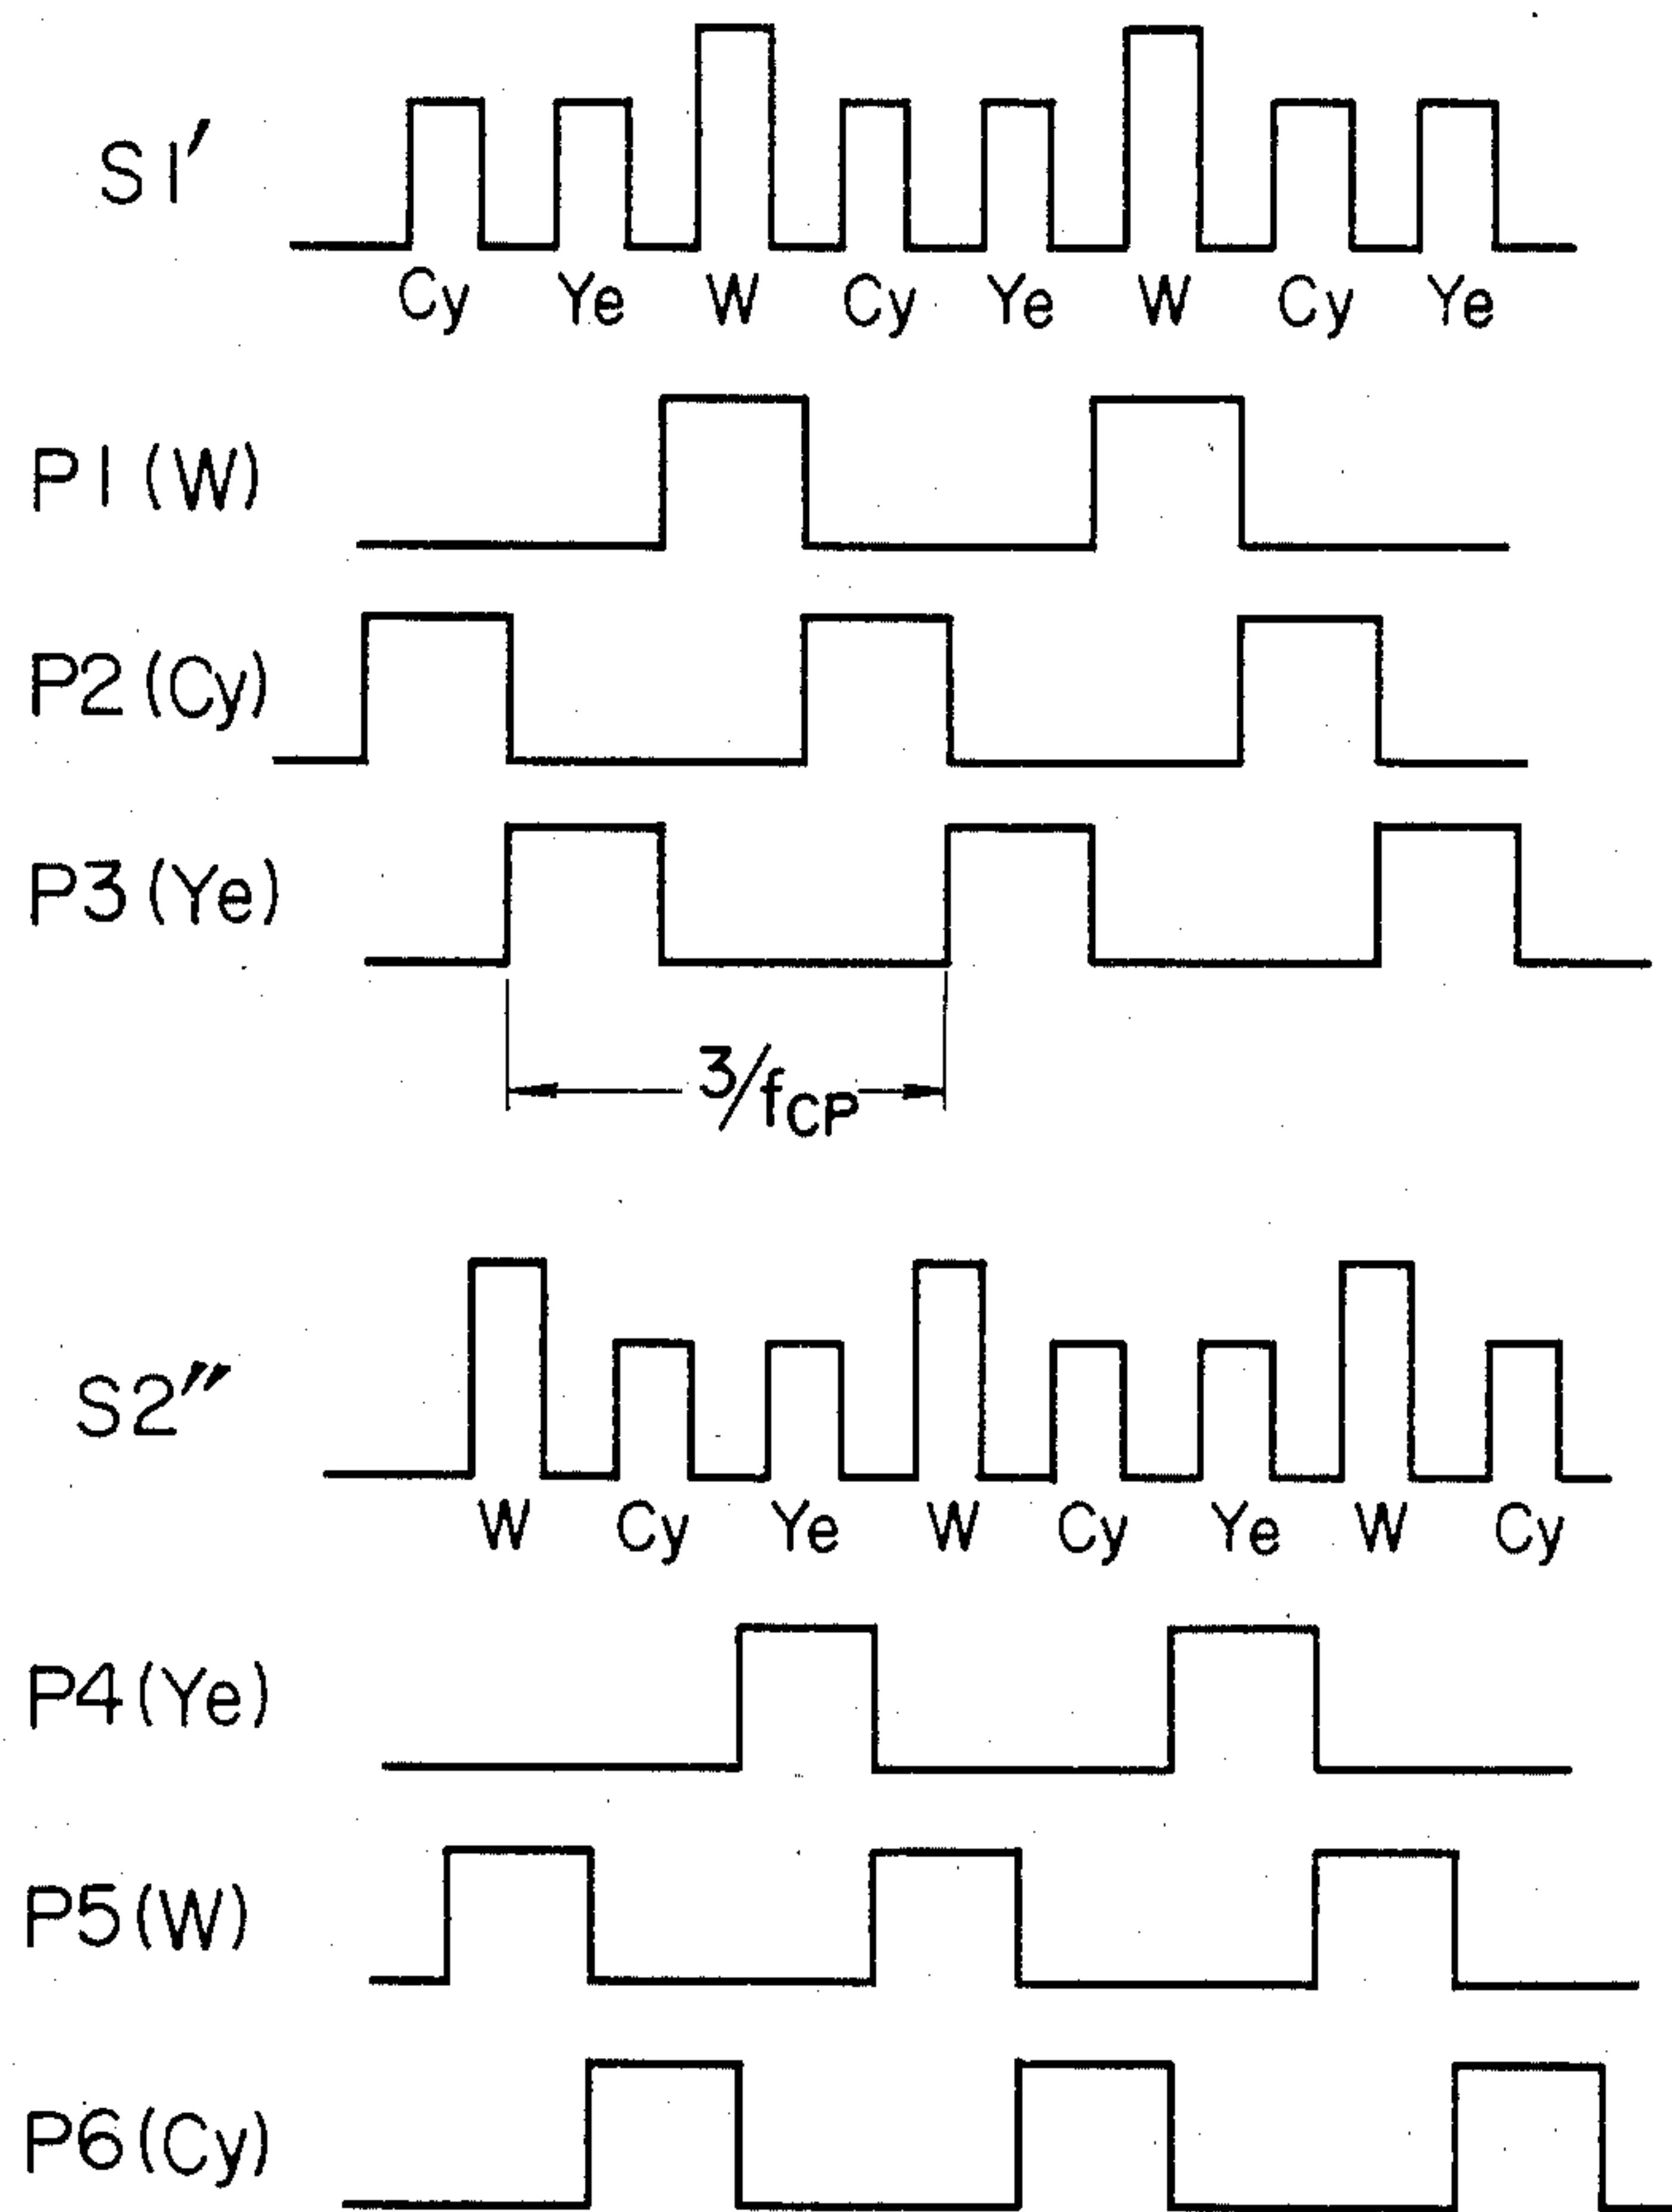 S1′
Cy Ye W Cy Ye W Cy Ye
P1(W)
P2(Cy)
P3(Ye)
3/fCP
S2″
W Cy Ye W Cy Ye W Cy
P4(Ye)
P5(W)
P6(Cy)